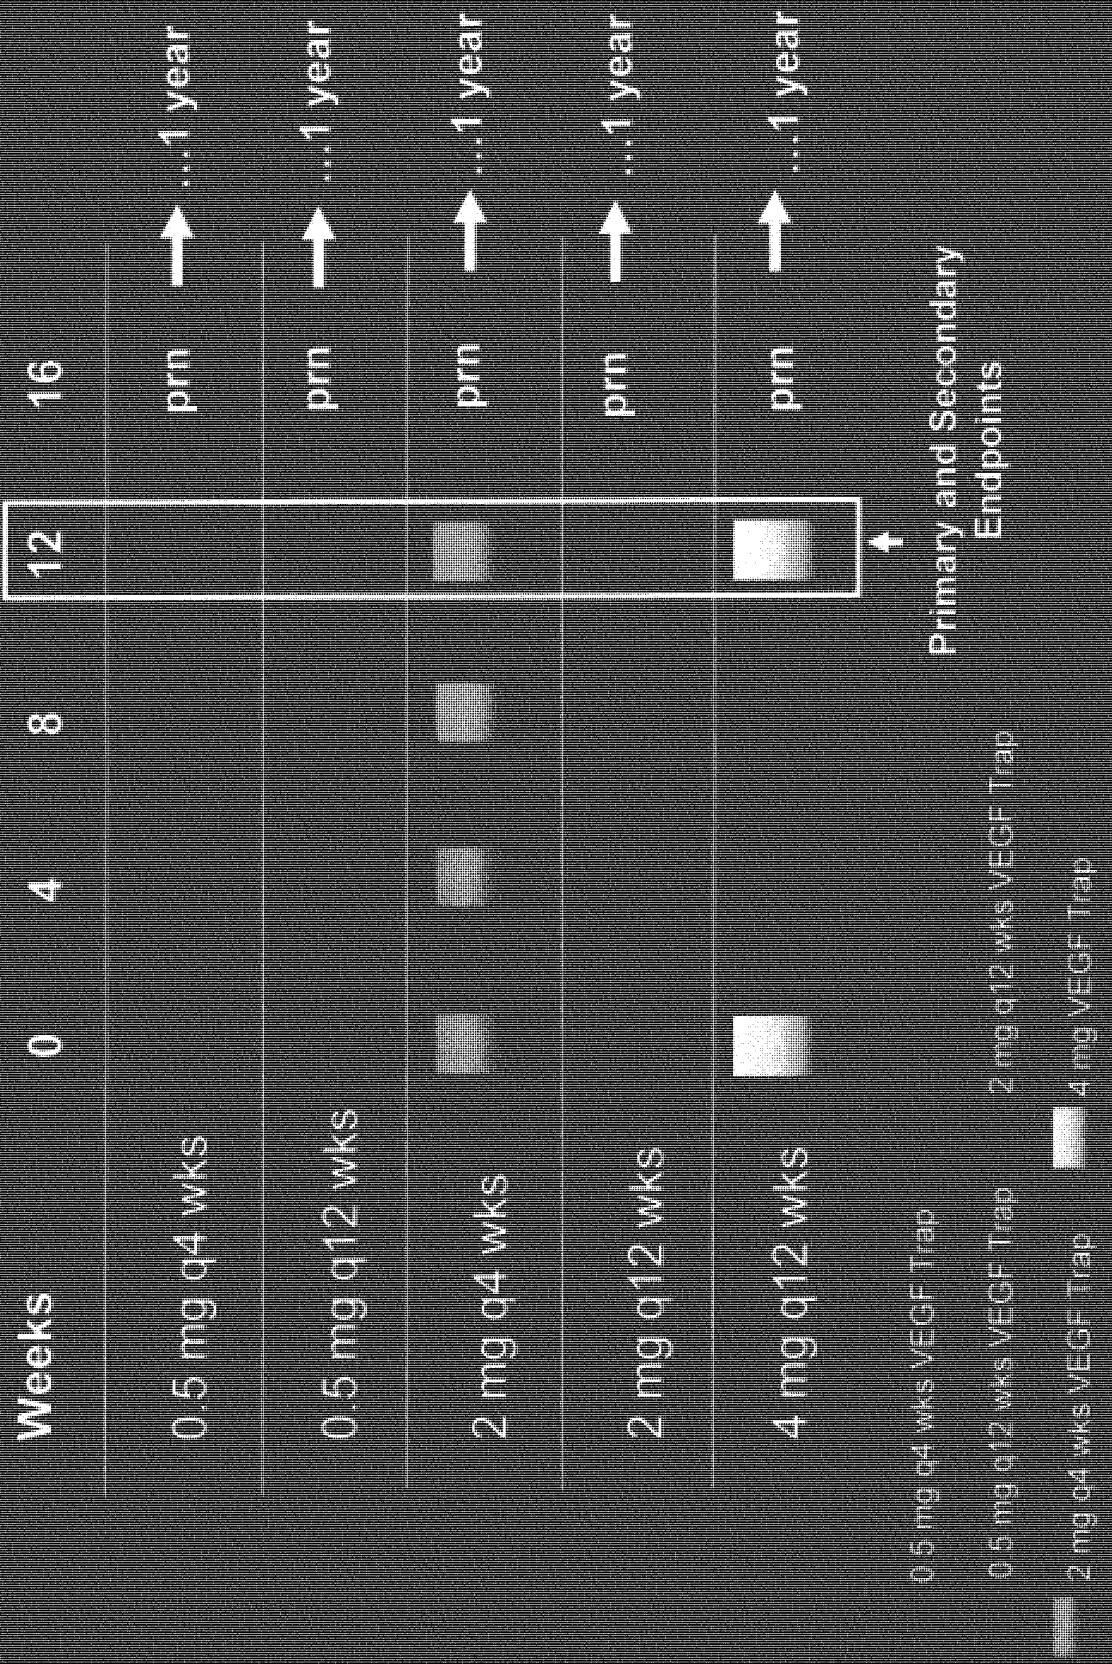 Weeks 0 4 8 12 16
0.5 mg q4 wks prn ...1 year
0.5 mg q12 wks prn ...1 year
2 mg q4 wks prn ...1 year
2 mg q12 wks prn ...1 year
4 mg q12 wks prn ...1 year
Primary and Secondary
Endpoints
0.5 mg q4 wks VEGF Trap
0.5 mg q12 wks VEGF Trap 2 mg q12 wks VEGF Trap
2 mg q4 wks VEGF Trap 4 mg VEGF Trap